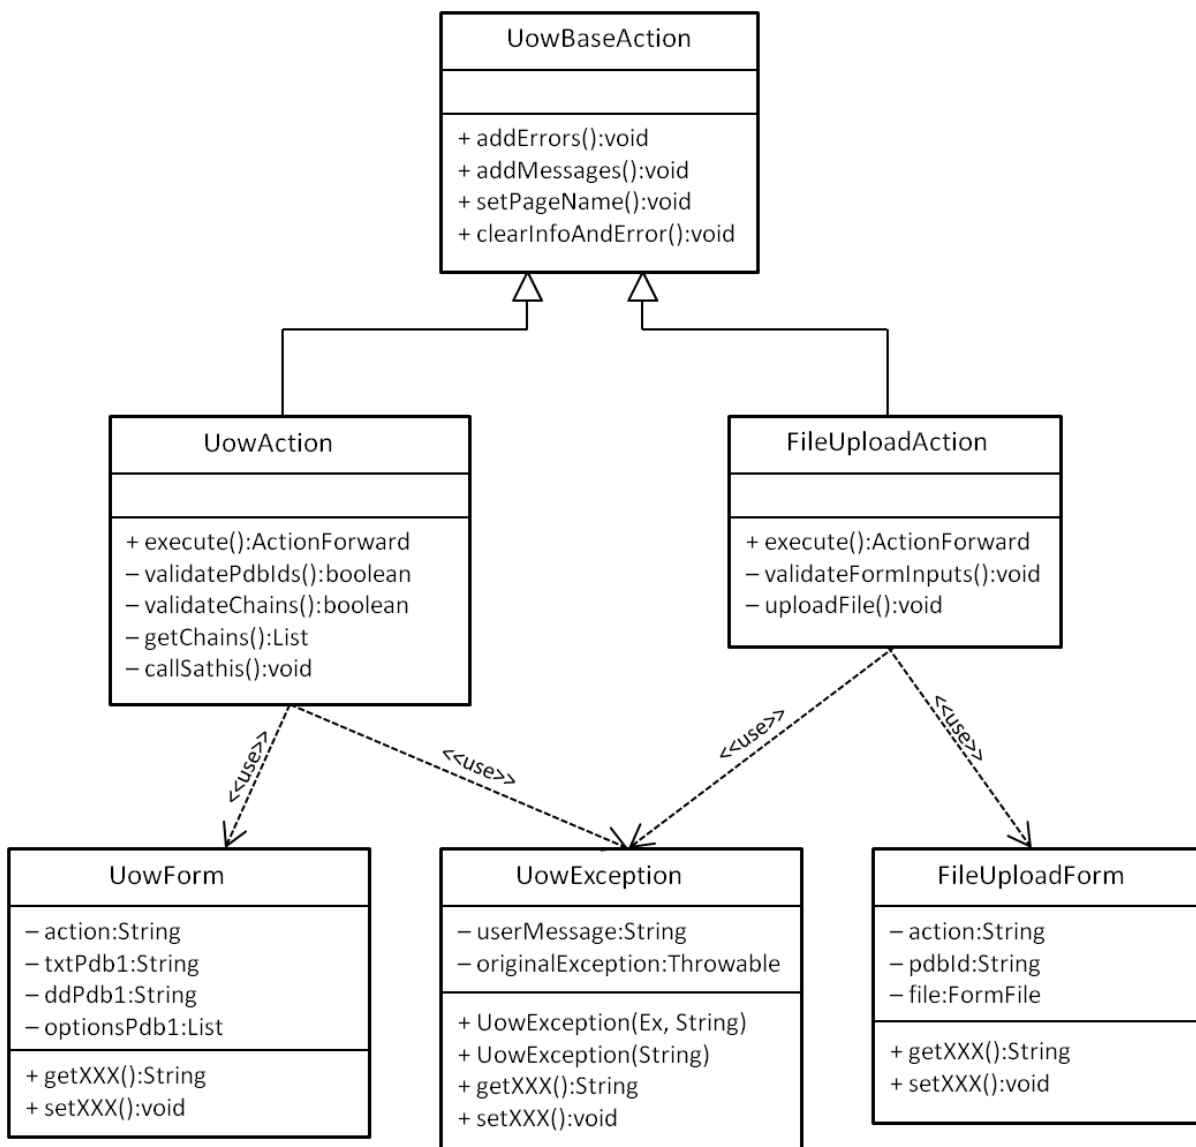 UowBaseAction
+ addErrors():void
+ addMessages():void
+ setPageName():void
+ clearInfoAndError():void
UowAction
+ execute():ActionForward
– validatePdbIds():boolean
– validateChains():boolean
– getChains():List
– callSathis():void
FileUploadAction
+ execute():ActionForward
– validateFormInputs():void
– uploadFile():void
<<use>>
<<use>>
<<use>>
<<use>>
UowForm
– action:String
– txtPdb1:String
– ddPdb1:String
– optionsPdb1:List
+ getXXX():String
+ setXXX():void
UowException
– userMessage:String
– originalException:Throwable
+ UowException(Ex, String)
+ UowException(String)
+ getXXX():String
+ setXXX():void
FileUploadForm
– action:String
– pdbId:String
– file:FormFile
+ getXXX():String
+ setXXX():void